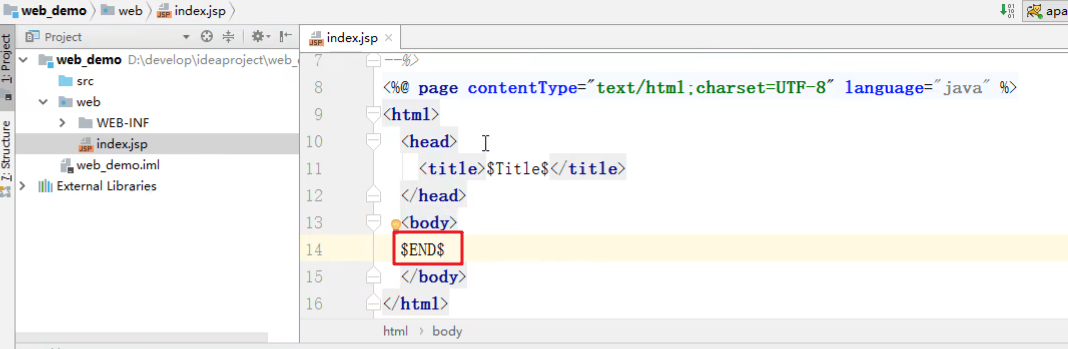 web_demo web index.jsp apa
1: Project
Project
index.jsp
web_demo D:\develop\ideaproject\web_
src
web
WEB-INF
index.jsp
web_demo.iml
External Libraries
7: Structure
7 --%>
8 <%@ page contentType="text/html;charset=UTF-8" language="java" %>
9 <html>
10 <head>
11 <title>$Title$</title>
12 </head>
13 <body>
14 $END$
15 </body>
16 </html>
html body